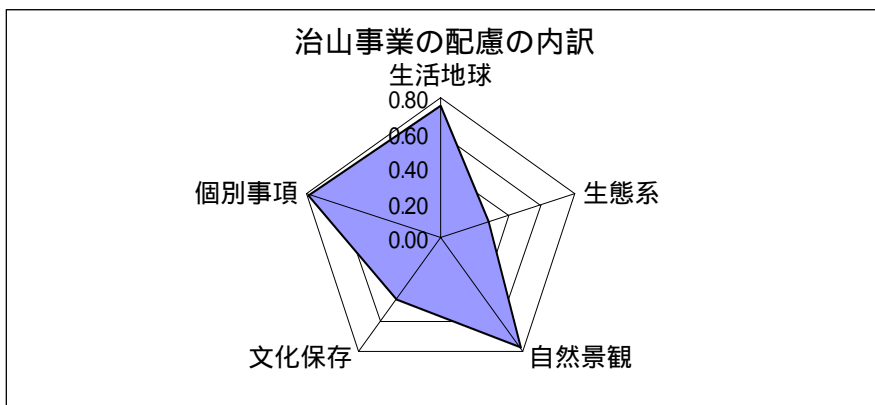 治山事業の配慮の内訳
生活地球
0.80
0.60
0.40
0.20
0.00
個別事項
生態系
文化保存
自然景観